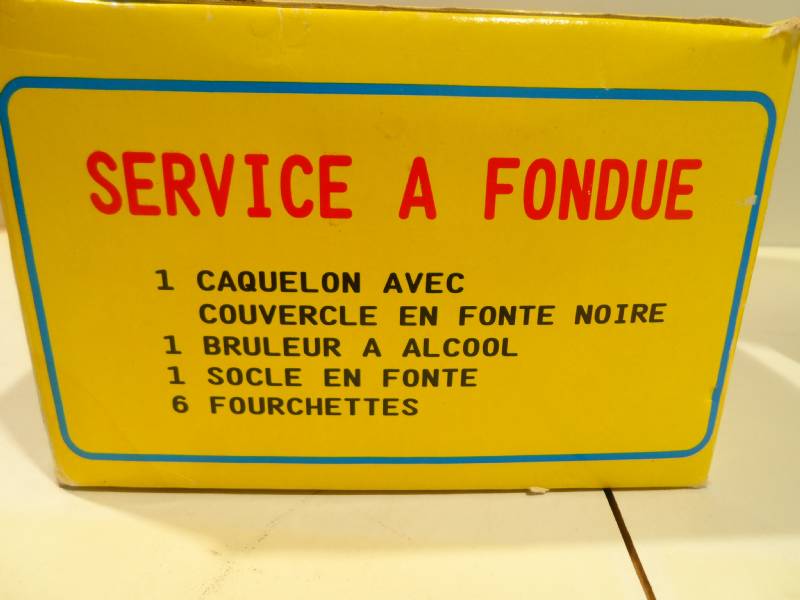 SERVICE A FONDUE
1 CAQUELON AVEC
COUVERCLE EN FONTE NOIRE
1 BRULEUR A ALCOOL
1 SOCLE EN FONTE
6 FOURCHETTES